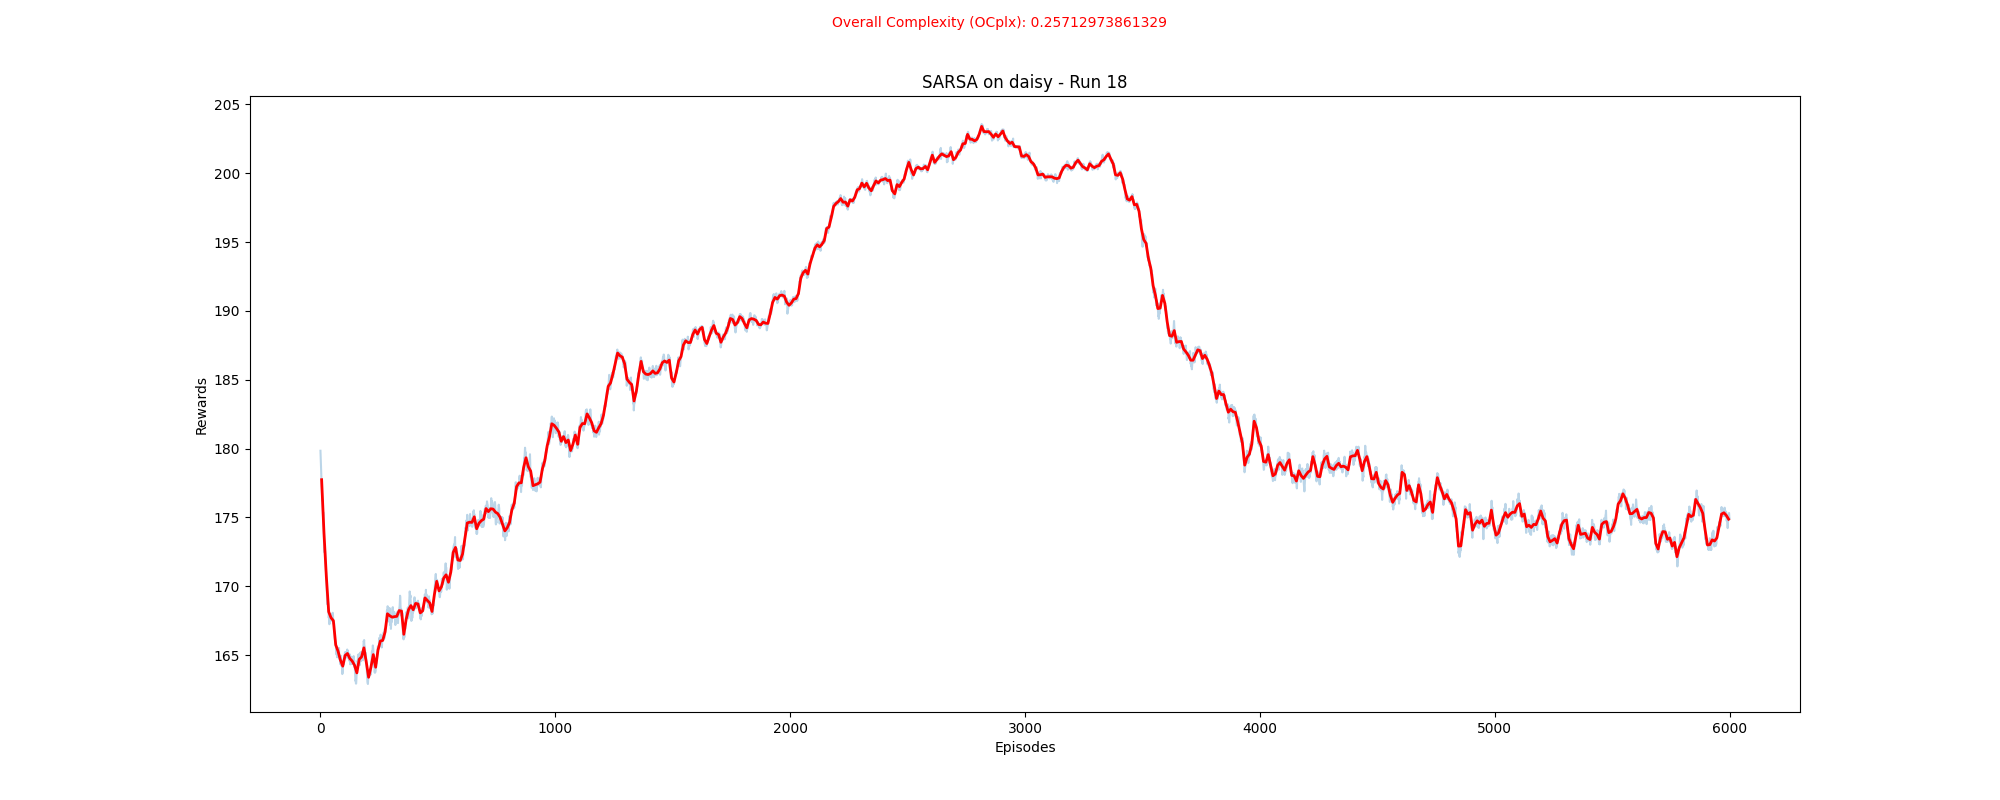 Overall Complexity (OCplx): 0.25712973861329
SARSA on daisy - Run 18
205
200
195
190
185
180
175
170
165
Rewards
0 1000 2000 3000 4000 5000 6000
Episodes